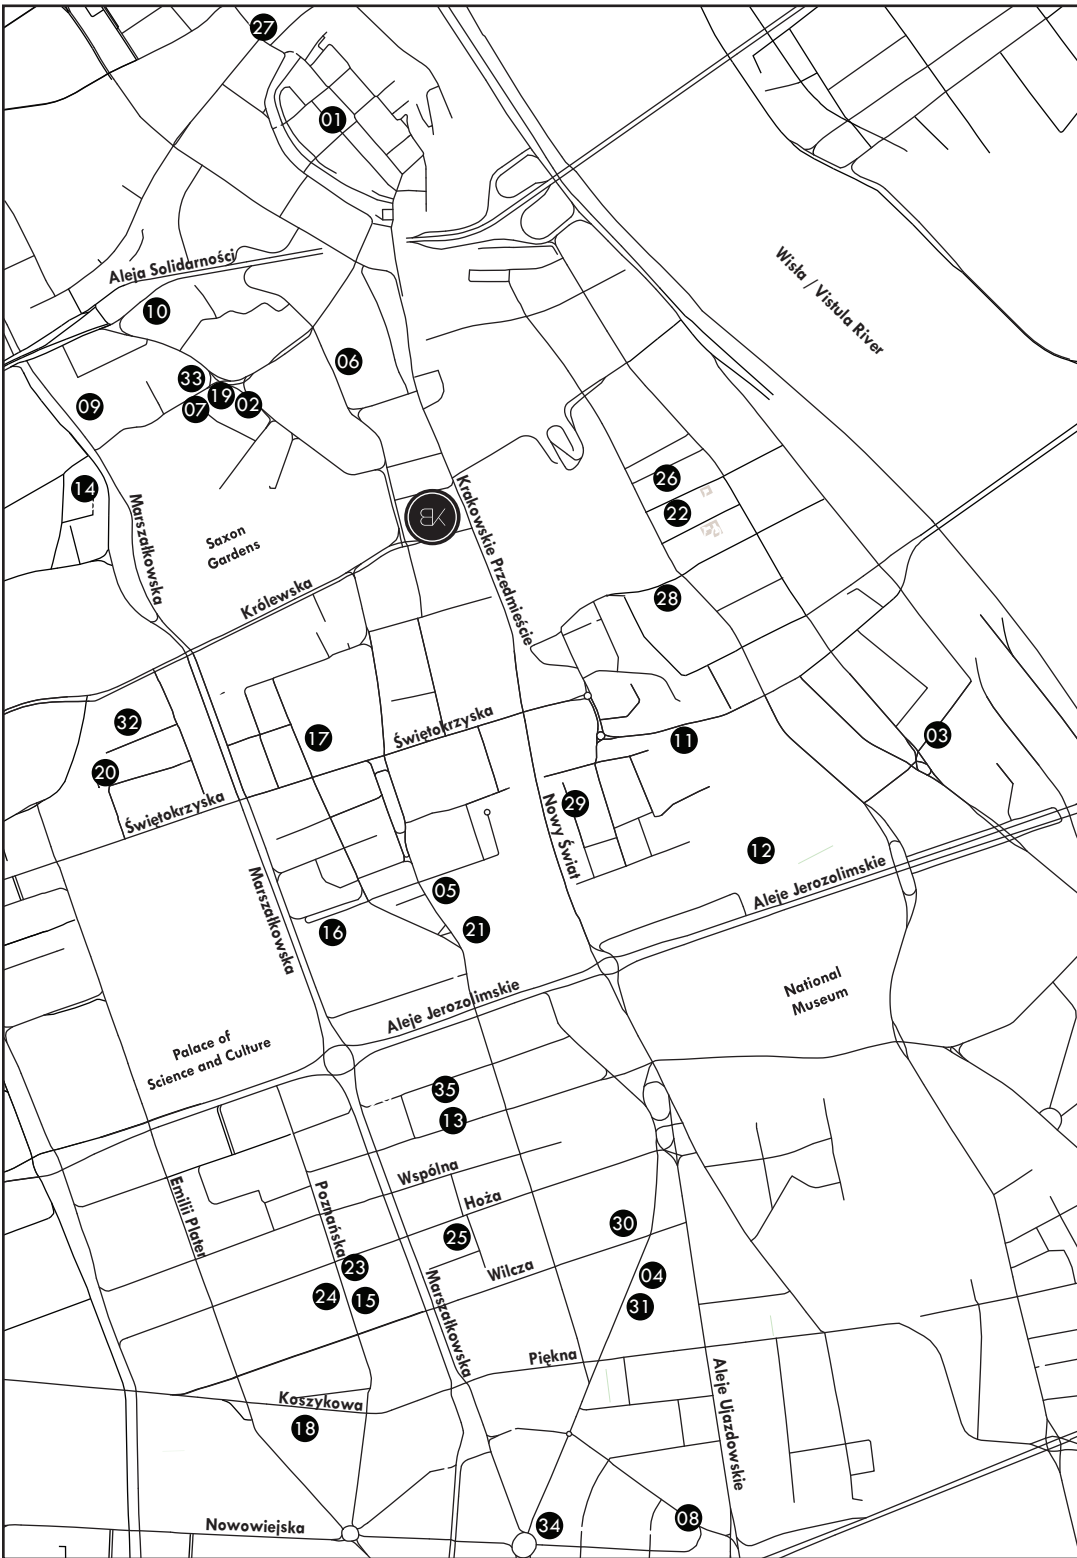 27
01
Aleja Solidarności
Wisła / Vistula River
10
06
33
19
02
07
09
14
26
Marszałkowska
22
Saxon
Gardens
Krakowskie Przedmieście
Królewska
28
32
Świętokrzyska
17
11
03
20
Świętokrzyska
29
Nowy Świat
12
Marszałkowska
05
Aleje Jerozolimskie
16
21
National
Museum
Aleje Jerozolimskie
Palace of
Science and Culture
35
13
Wspólna
Emilii Plater
Poznańska
Hoża
30
25
23
Wilcza
04
24
15
31
Marszałkowska
Piękna
Aleje Ujazdowskie
Koszykowa
18
08
34
Nowowiejska